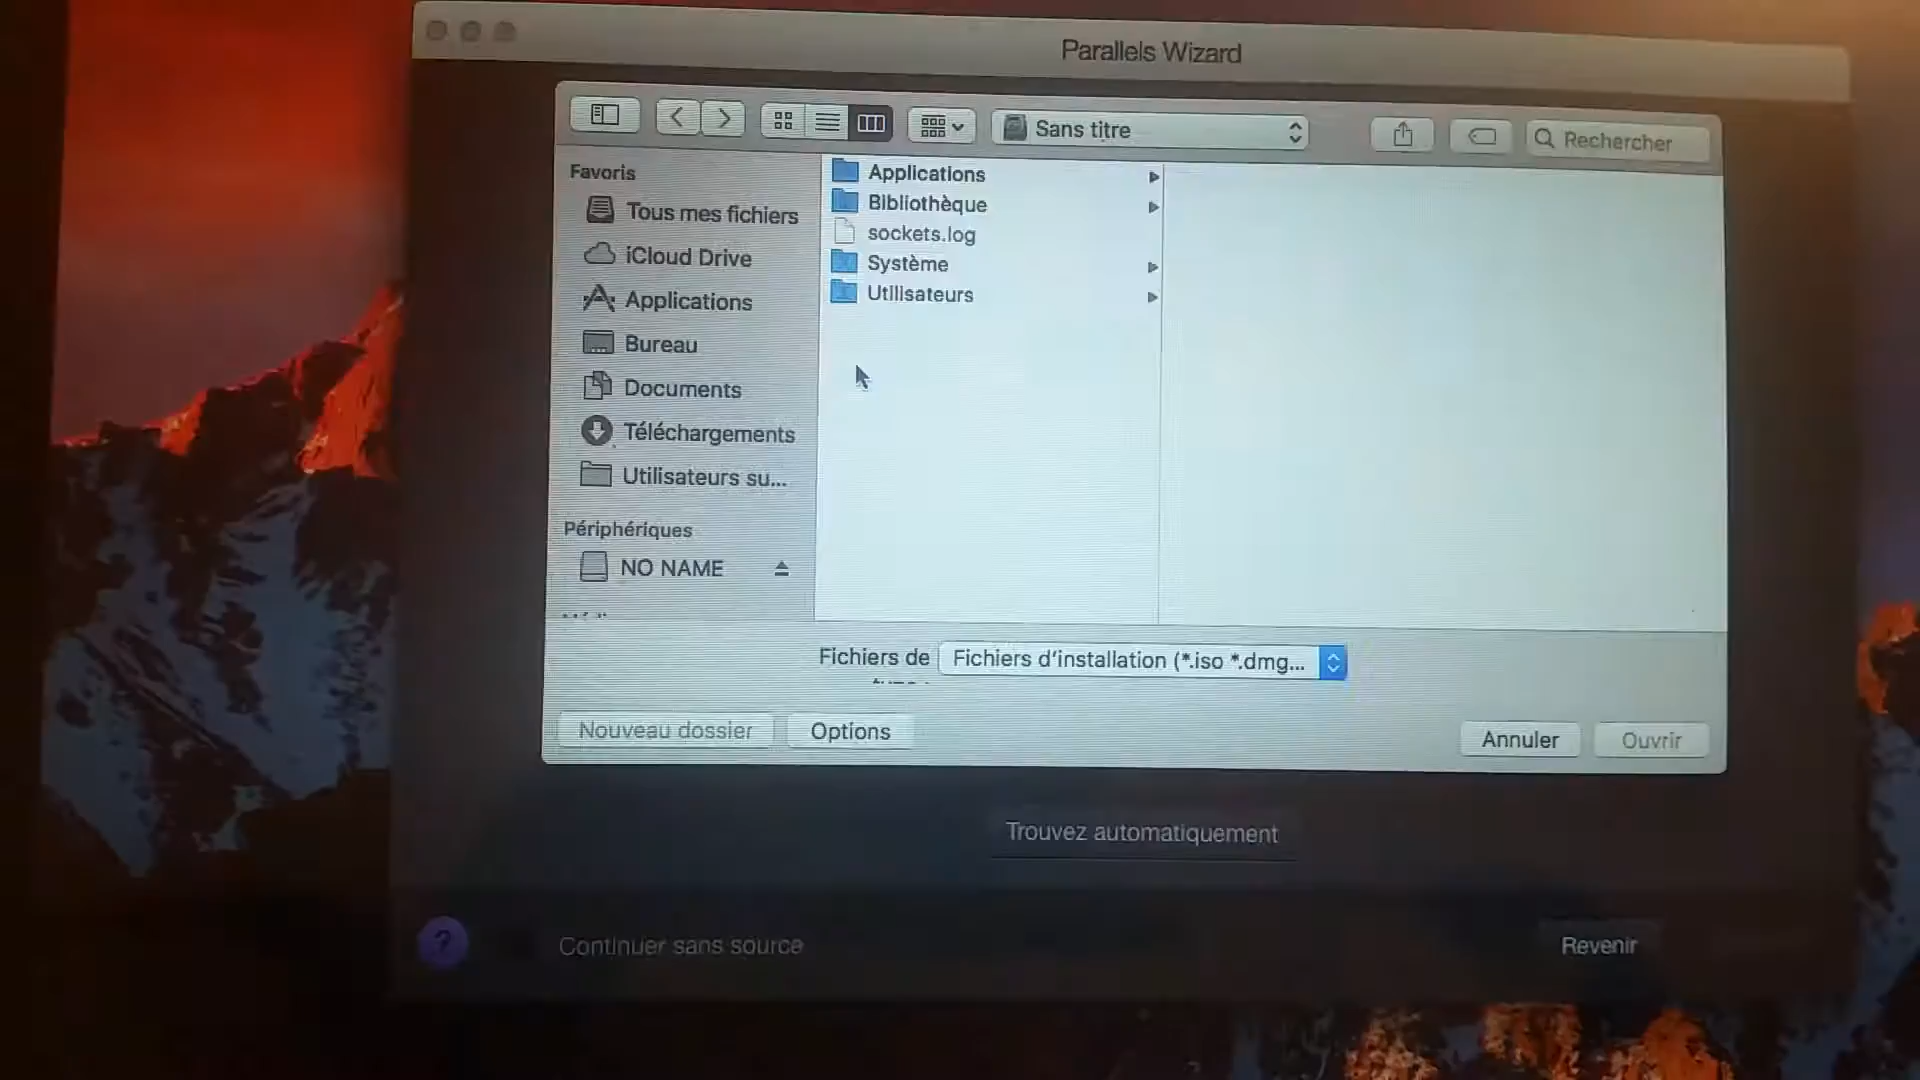 Parallels Wizard
Sans titre
Rechercher
Favoris
Tous mes fichiers
iCloud Drive
Applications
Bureau
Documents
Téléchargements
Utilisateurs su...
Périphériques
NO NAME
Applications
Bibliothèque
sockets.log
Système
Utilisateurs
Fichiers de
Fichiers d'installation (*.iso *.dmg...
Nouveau dossier
Options
Annuler
Ouvrir
Trouvez automatiquement
?
Continuer sans source
Revenir